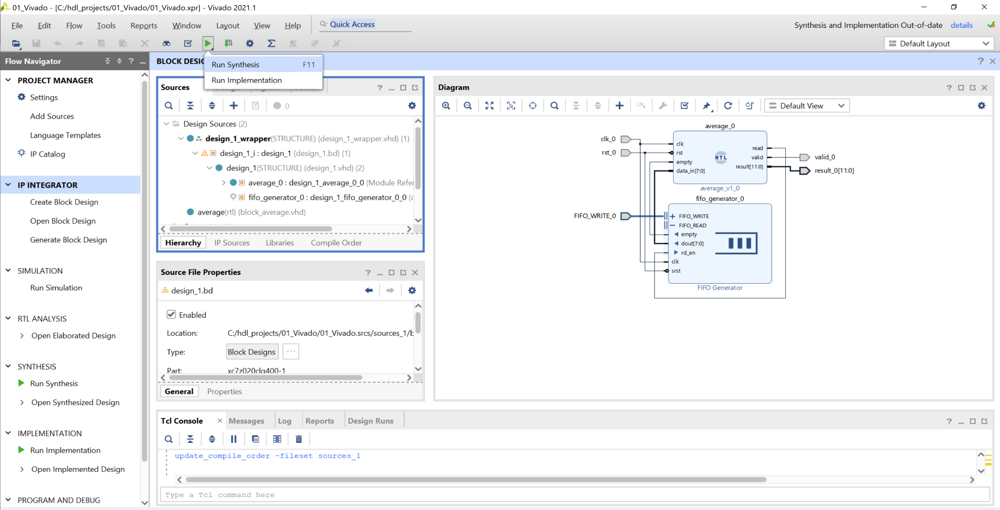 01_Vivado - [C:/hdl_projects/01_Vivado/01_Vivado.xpr] - Vivado 2021.1
File Edit Flow Tools Reports Window Layout View Help Quick Access
Synthesis and Implementation Out-of-date details
Default Layout
Flow Navigator
PROJECT MANAGER
Settings
Add Sources
Language Templates
IP Catalog
IP INTEGRATOR
Create Block Design
Open Block Design
Generate Block Design
SIMULATION
Run Simulation
RTL ANALYSIS
Open Elaborated Design
SYNTHESIS
Run Synthesis
Open Synthesized Design
IMPLEMENTATION
Run Implementation
Open Implemented Design
PROGRAM AND DEBUG
BLOCK DESIG
Run Synthesis F11
Run Implementation
Sources
0
Design Sources (2)
design_1_wrapper(STRUCTURE) (design_1_wrapper.vhd) (1)
design_1_i : design_1 (design_1.bd) (1)
design_1(STRUCTURE) (design_1.vhd) (2)
average_0 : design_1_average_0_0 (Module Refe
fifo_generator_0 : design_1_fifo_generator_0_0 (
average(rtl) (block_average.vhd)
Hierarchy IP Sources Libraries Compile Order
Source File Properties
design_1.bd
Enabled
Location: C:/hdl_projects/01_Vivado/01_Vivado.srcs/sources_1/b
Type: Block Designs ...
Part: xc7z020clg400-1
General Properties
Diagram
Default View
average_0
clk_0
rst_0
clk
rst
empty
data_in[7:0]
RTL
read
valid
result[11:0]
valid_0
result_0[11:0]
average_v1_0
fifo_generator_0
FIFO_WRITE_0
FIFO_WRITE
FIFO_READ
empty
dout[7:0]
rd_en
clk
srst
FIFO Generator
Tcl Console Messages Log Reports Design Runs
update_compile_order -fileset sources_1
Type a Tcl command here